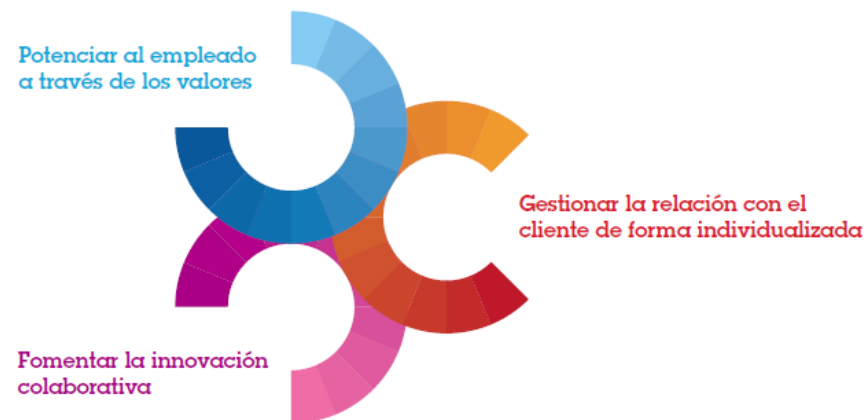 Potenciar al empleado
a través de los valores
Gestionar la relación con el
cliente de forma individualizada
Fomentar la innovación
colaborativa